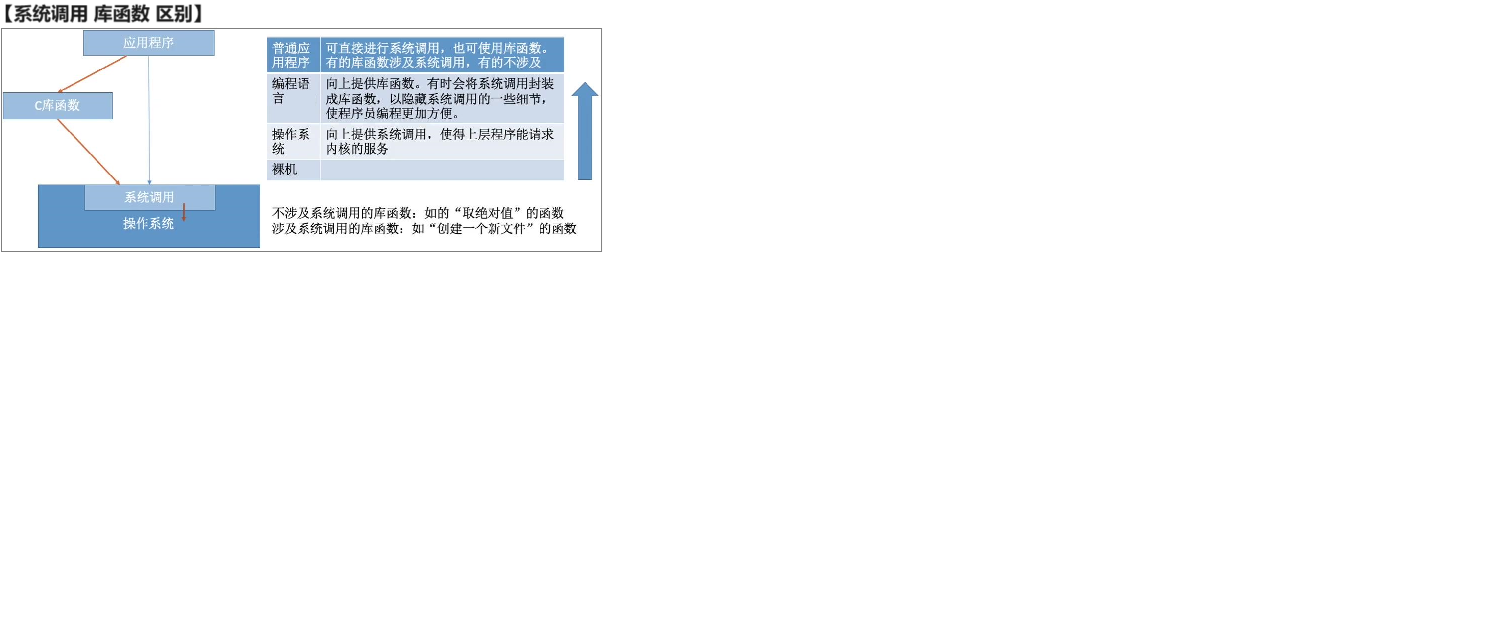 【系统调用 库函数 区别】
应用程序
C库函数
系统调用
操作系统
普通应
用程序
可直接进行系统调用，也可使用库函数。
有的库函数涉及系统调用，有的不涉及
编程语
言
向上提供库函数。有时会将系统调用封装
成库函数，以隐藏系统调用的一些细节，
使程序员编程更加方便。
操作系
统
向上提供系统调用，使得上层程序能请求
内核的服务
裸机
不涉及系统调用的库函数：如的“取绝对值”的函数
涉及系统调用的库函数：如“创建一个新文件”的函数